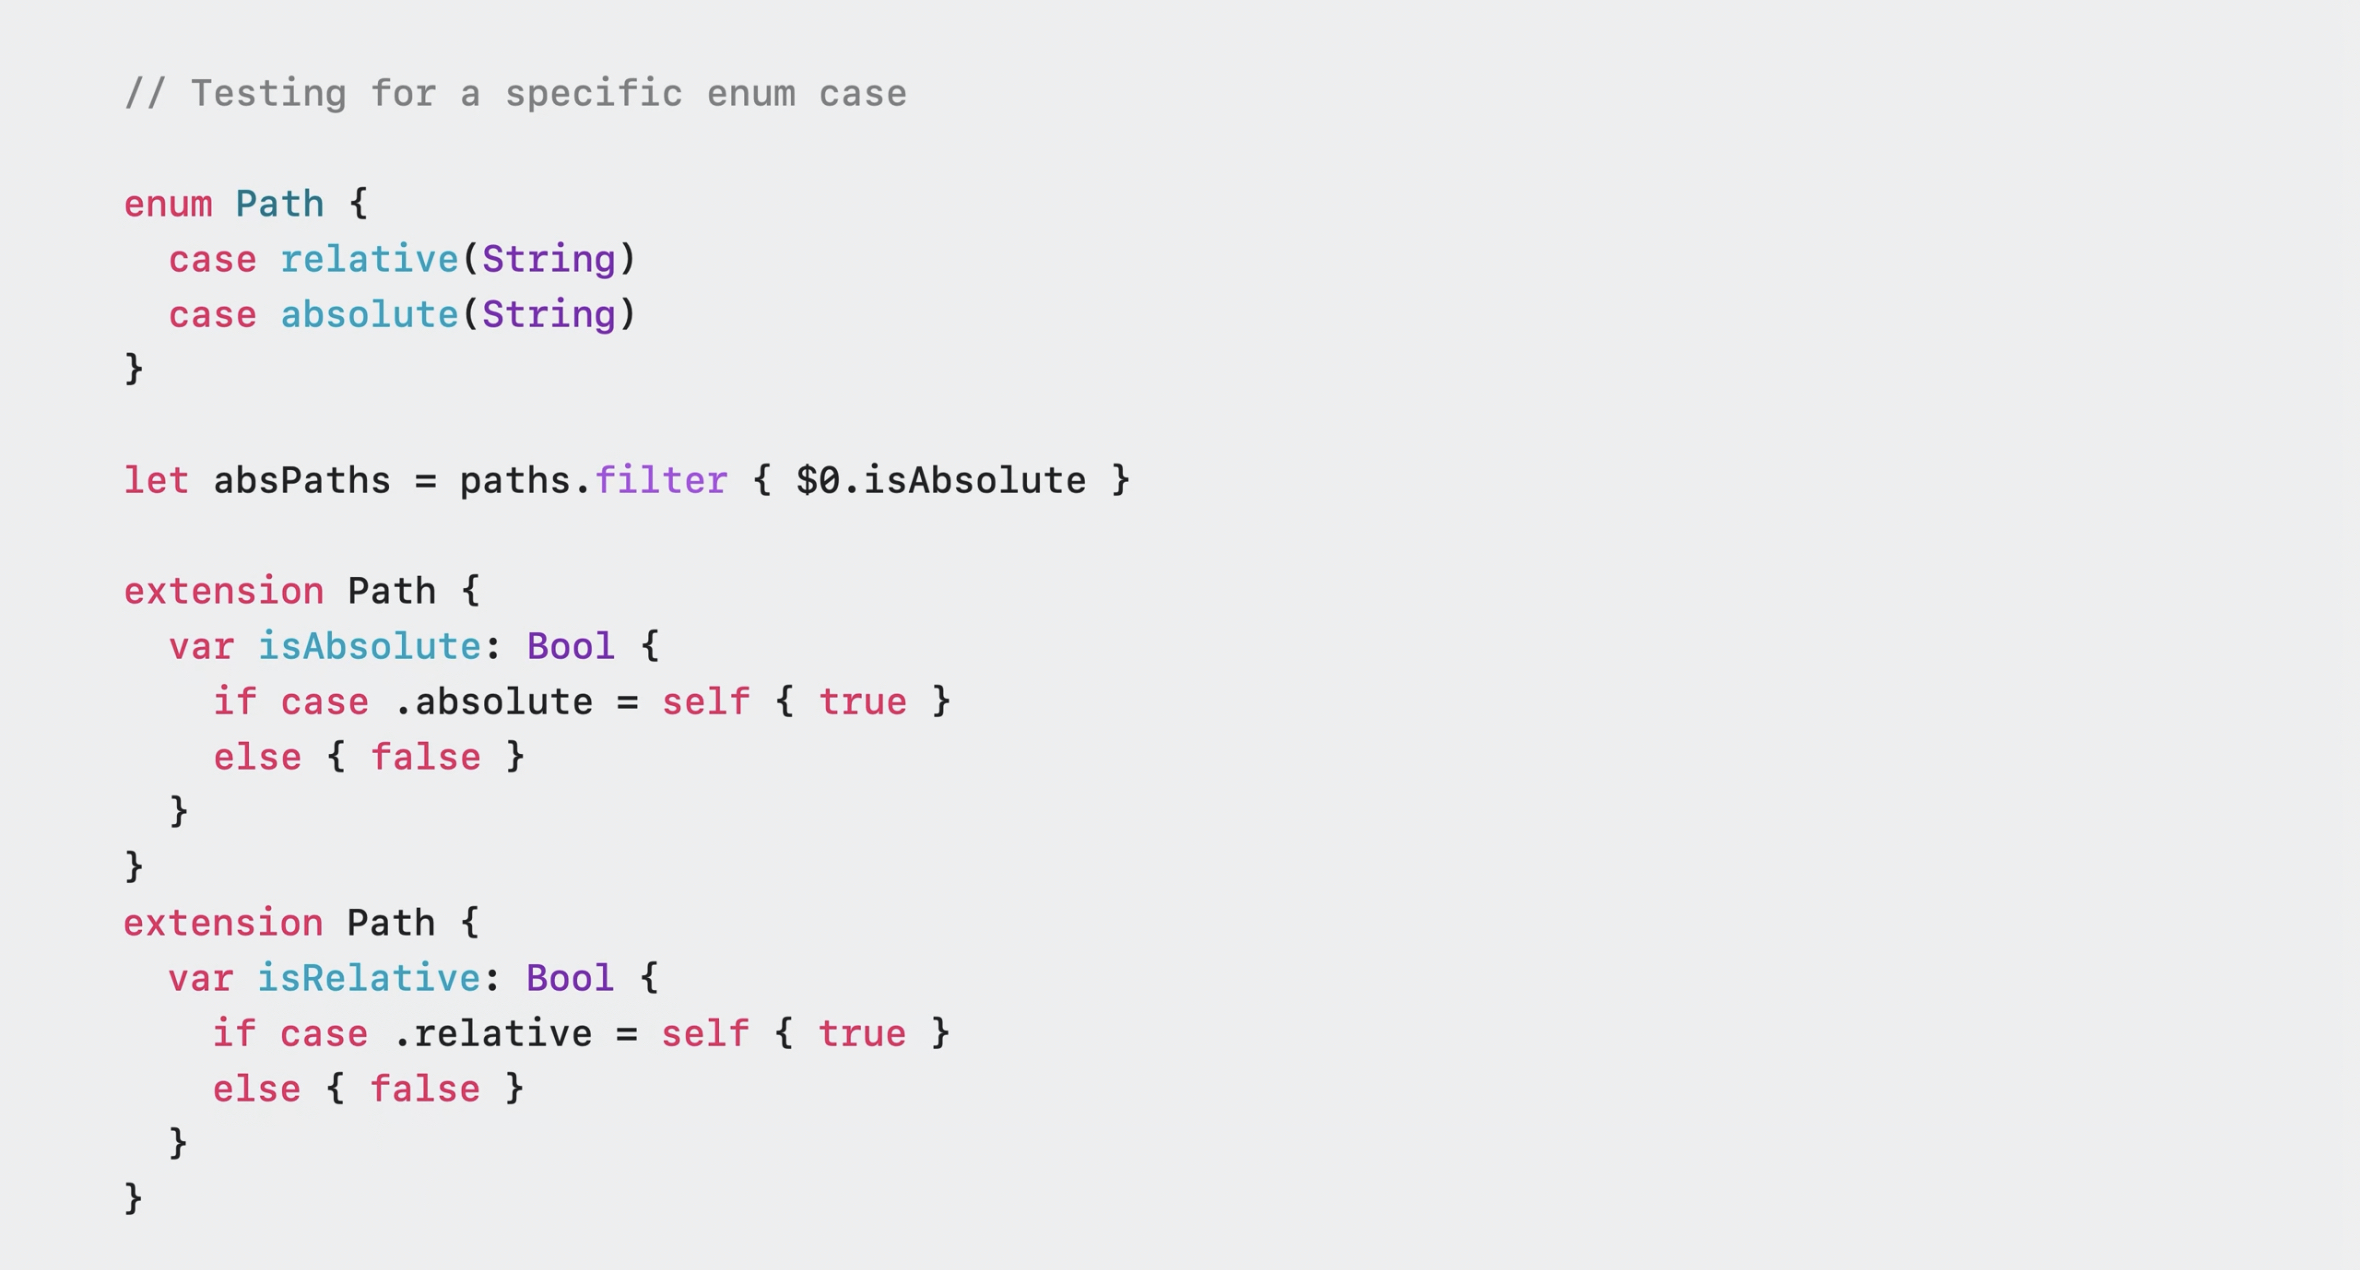 // Testing for a specific enum case
enum Path {
  case relative(String)
  case absolute(String)
}
let absPaths = paths.filter { $0.isAbsolute }
extension Path {
  var isAbsolute: Bool {
    if case .absolute = self { true }
    else { false }
  }
}
extension Path {
  var isRelative: Bool {
    if case .relative = self { true }
    else { false }
  }
}